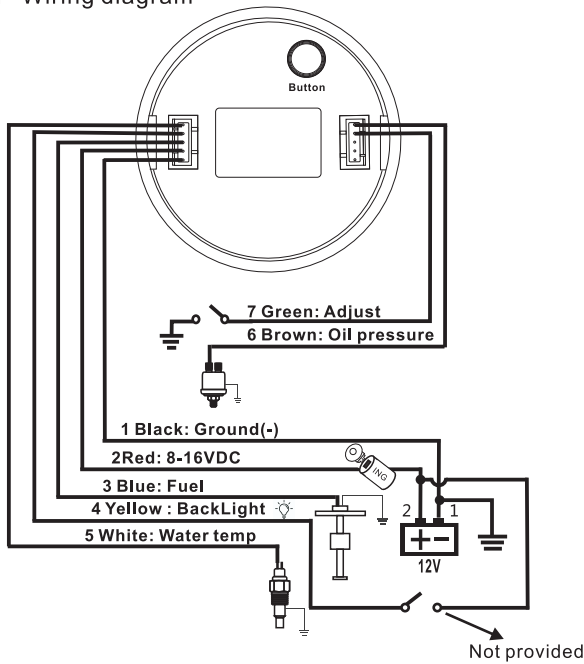 Wiring diagram
Button
7 Green: Adjust
6 Brown: Oil pressure
1 Black: Ground(-)
2Red: 8-16VDC
ING
3 Blue: Fuel
4 Yellow : BackLight
2 1
5 White: Water temp
+ −
12V
Not provided